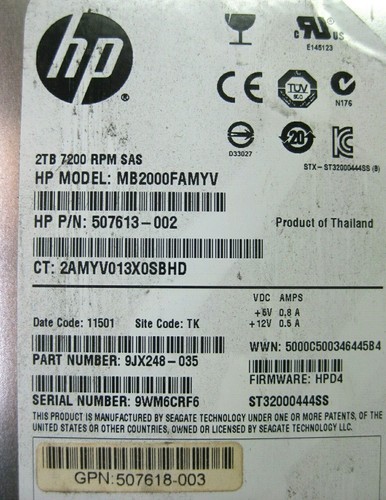 hp
®
c RU US
E145123
CE
TUV
N176
D33027
20
STX-ST32000444SS (B)
2TB 7200 RPM SAS
HP MODEL: MB2000FAMYV
HP P/N: 507613-002
Product of Thailand
CT: 2AMYV013X0SBHD
VDC AMPS
+5V 0.8 A
+12V 0.5 A
Date Code: 11501 Site Code: TK
WWN: 5000C50034644584
PART NUMBER: 9JX248-035
FIRMWARE: HPD4
SERIAL NUMBER: 9WM6CRF6
ST32000444SS
THIS PRODUCT IS MANUFACTURED BY SEAGATE TECHNOLOGY UNDER ONE OR MORE PATENTS, OF THE
UNITED STATES OR OTHER COUNTRIES, OWNED OR LICENSED BY SEAGATE TECHNOLOGY LLC.
GPN:507618-003